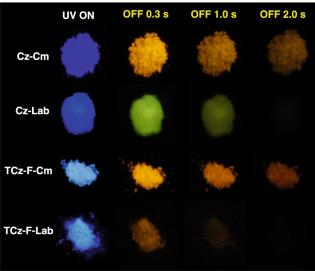 UV ON OFF 0.3 s OFF 1.0 s OFF 2.0 s
Cz-Cm
Cz-Lab
TCz-F-Cm
TCz-F-Lab